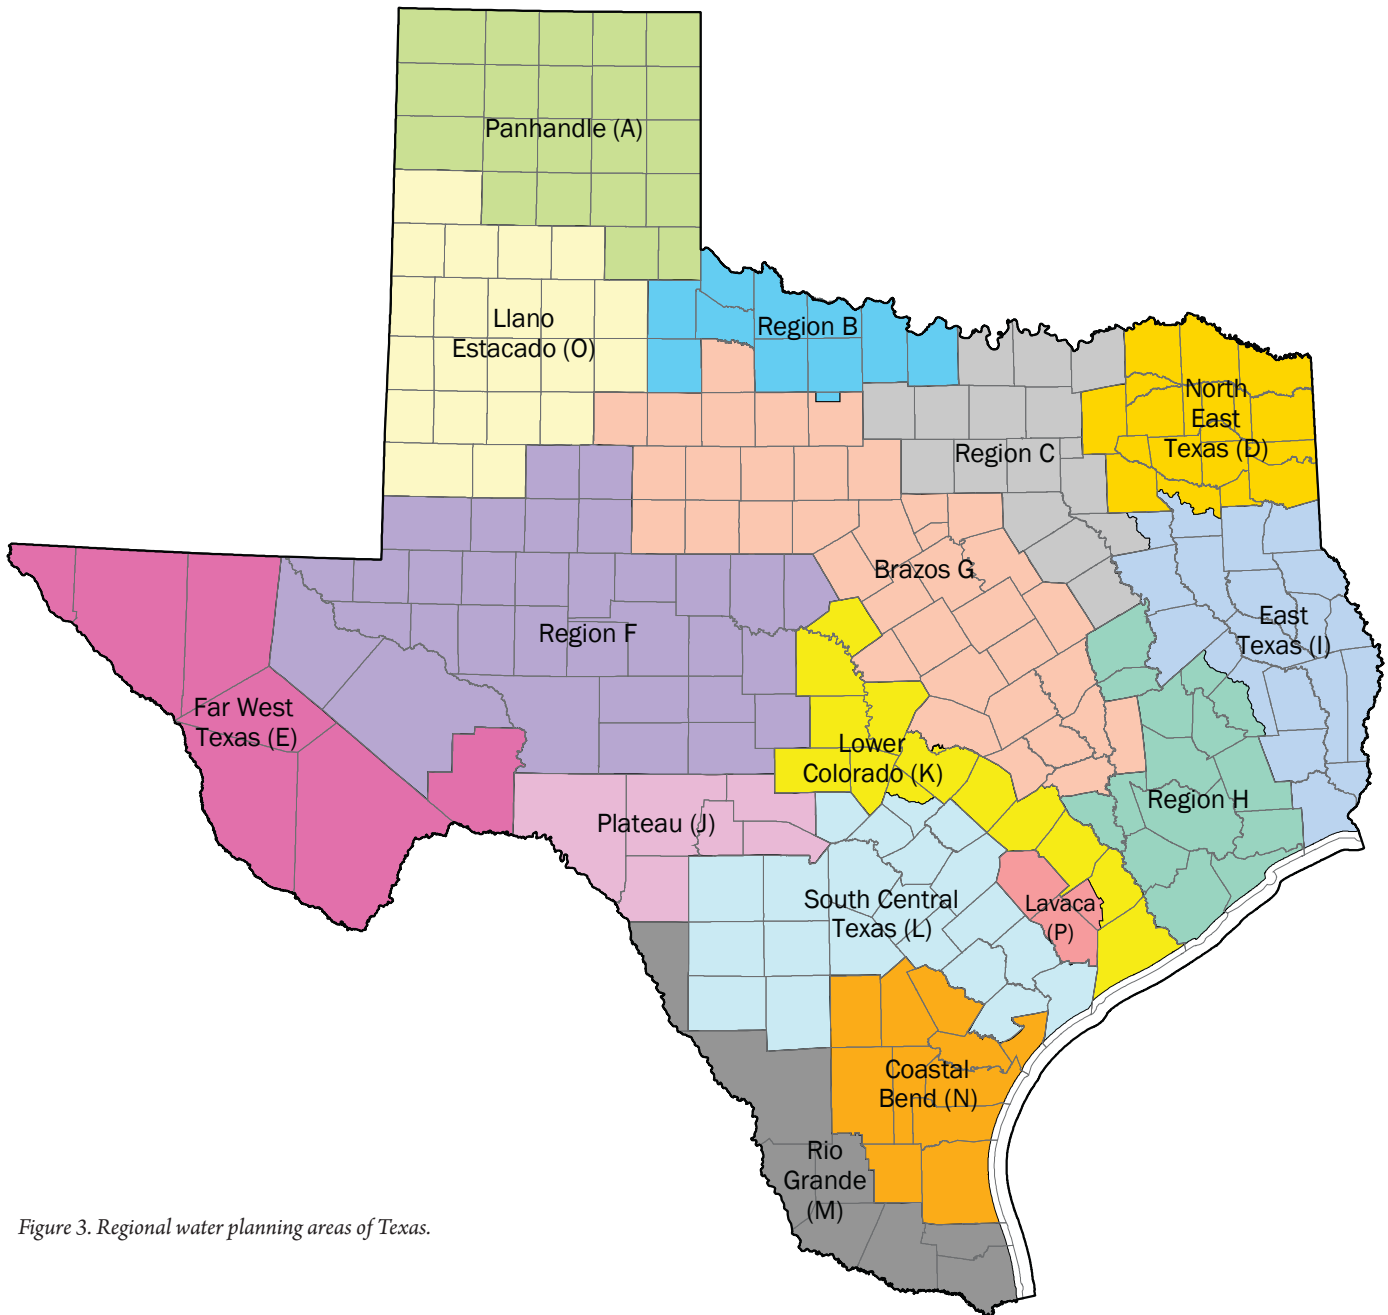 Panhandle (A)
Llano
Estacado (O)
Region B
North
East
Texas (D)
Region C
Brazos G
East
Texas (I)
Region F
Far West
Texas (E)
Lower
Colorado (K)
Region H
Plateau (J)
South Central
Texas (L)
Lavaca
(P)
Coastal
Bend (N)
Rio
Grande
(M)
Figure 3. Regional water planning areas of Texas.